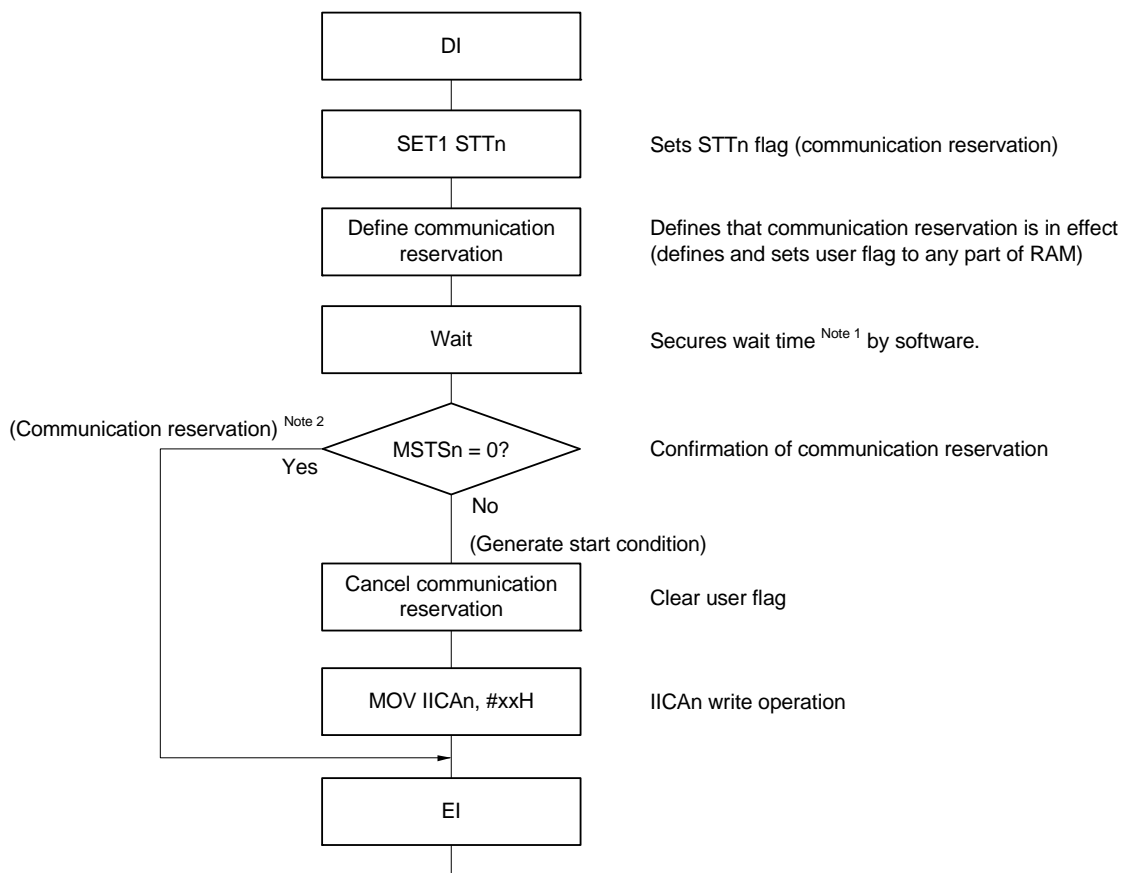 DI
SET1 STTn
Sets STTn flag (communication reservation)
Define communication
reservation
Defines that communication reservation is in effect
(defines and sets user flag to any part of RAM)
Wait
Secures wait time Note 1 by software.
(Communication reservation) Note 2
MSTSn = 0?
Confirmation of communication reservation
Yes
No
(Generate start condition)
Cancel communication
reservation
Clear user flag
MOV IICAn, #xxH
IICAn write operation
EI